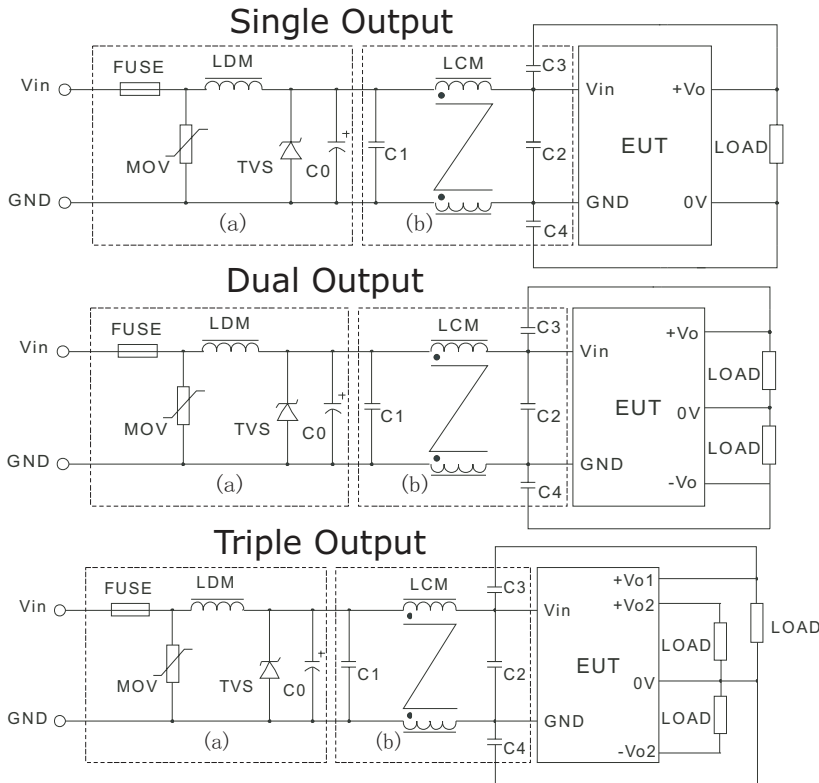 Single Output
FUSE
LDM
LCM
C3
Vin
Vin
+Vo
MOV
TVS
C0
+
C1
C2
EUT
LOAD
GND
(a)
(b)
GND
0V
C4
Dual Output
FUSE
LDM
LCM
C3
Vin
Vin
+Vo
MOV
TVS
C0
+
C1
C2
EUT
LOAD
0V
LOAD
GND
(a)
(b)
GND
C4
-Vo
Triple Output
FUSE
LDM
LCM
C3
+Vo1
Vin
Vin
+Vo2
MOV
TVS
C0
+
C1
C2
EUT
LOAD
LOAD
0V
GND
(a)
(b)
GND
LOAD
C4
-Vo2